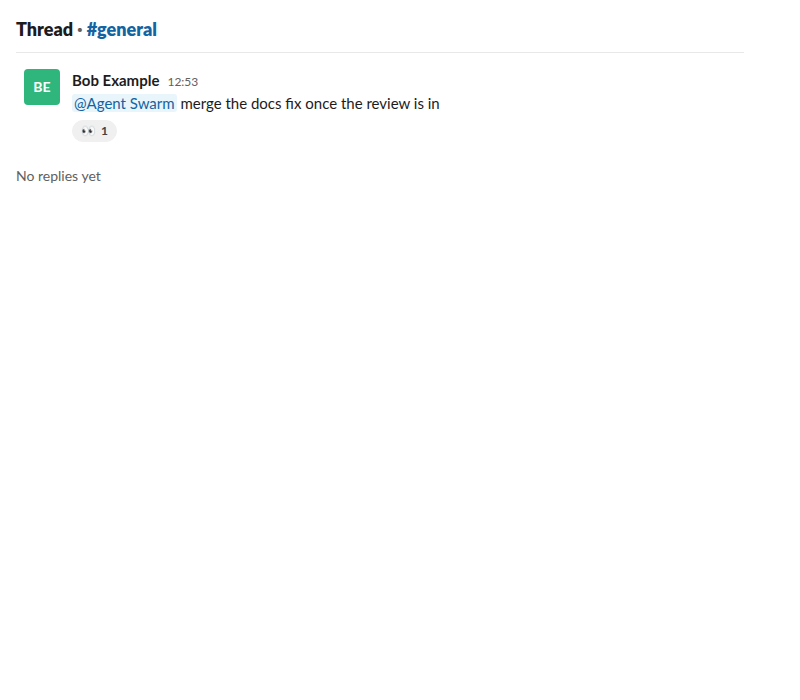 Thread • #general
BE
Bob Example 12:53
@Agent Swarm merge the docs fix once the review is in
👀 1
No replies yet